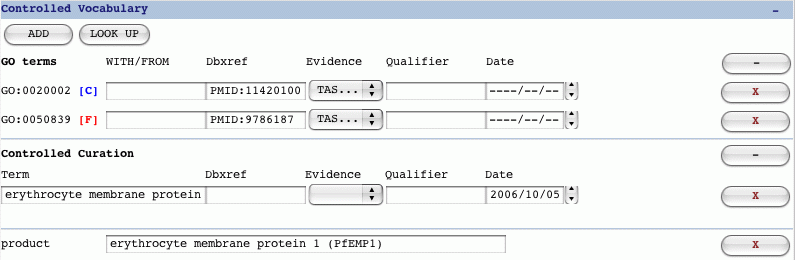 Controlled Vocabulary –
ADD LOOK UP
GO terms WITH/FROM Dbxref Evidence Qualifier Date –
GO:0020002 [C] PMID:11420100 TAS... ----/--/-- X
GO:0050839 [F] PMID:9786187 TAS... ----/--/-- X
Controlled Curation –
Term Dbxref Evidence Qualifier Date
erythrocyte membrane protein 2006/10/05 X
product erythrocyte membrane protein 1 (PfEMP1) X